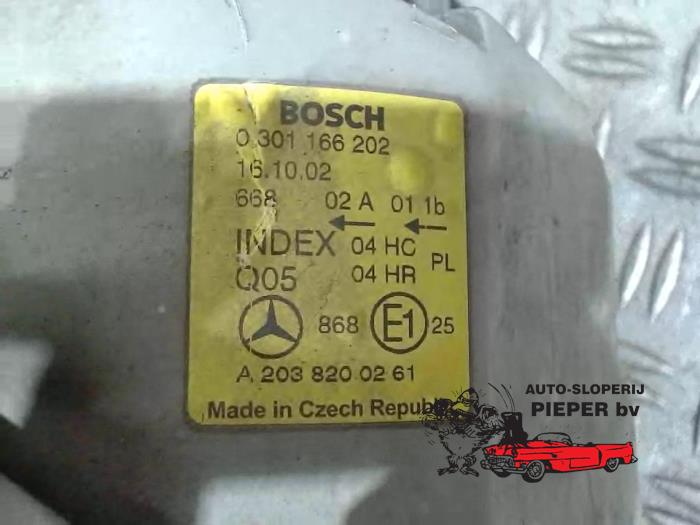 BOSCH
0 301 166 202
16.10.02
668 02 A 01 1b
INDEX 04 HC PL
Q05 04 HR
868 E1 25
A 203 820 02 61
Made in Czech
AUTO-SLOPERIJ
PIEPER bv